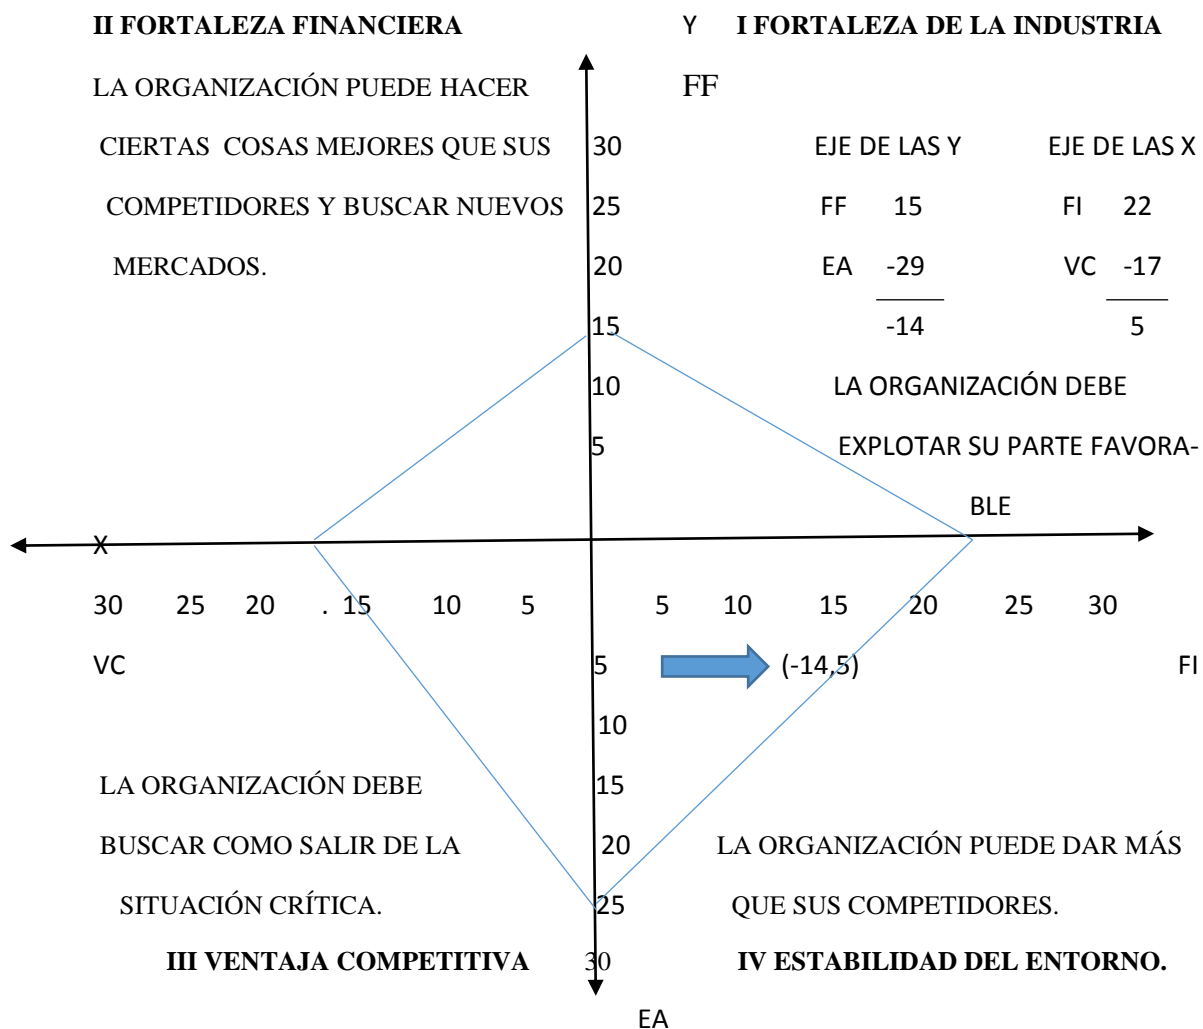 II FORTALEZA FINANCIERA Y I FORTALEZA DE LA INDUSTRIA
LA ORGANIZACIÓN PUEDE HACER FF
CIERTAS COSAS MEJORES QUE SUS 30 EJE DE LAS Y EJE DE LAS X
COMPETIDORES Y BUSCAR NUEVOS 25 FF 15 FI 22
MERCADOS. 20 EA -29 VC -17
15 -14 5
10 LA ORGANIZACIÓN DEBE
5 EXPLOTAR SU PARTE FAVORA-
BLE
X
30 25 20 . 15 10 5 5 10 15 20 25 30
VC 5 (-14,5) FI
10
LA ORGANIZACIÓN DEBE 15
BUSCAR COMO SALIR DE LA 20 LA ORGANIZACIÓN PUEDE DAR MÁS
SITUACIÓN CRÍTICA. 25 QUE SUS COMPETIDORES.
III VENTAJA COMPETITIVA 30 IV ESTABILIDAD DEL ENTORNO.
EA